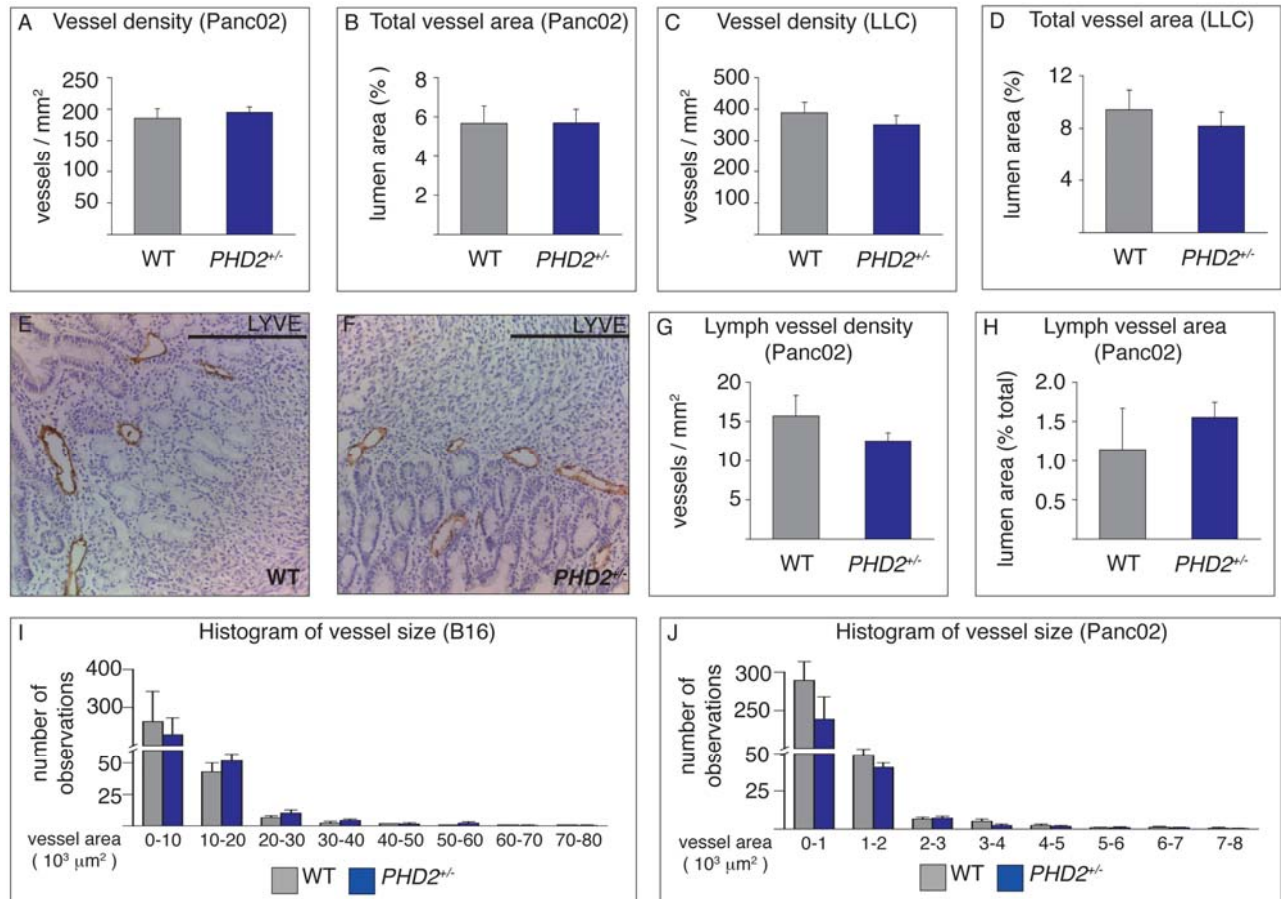 A Vessel density (Panc02)
vessels / mm²
250
200
150
100
50
WT PHD2+/-
B Total vessel area (Panc02)
lumen area (%)
8
6
4
2
WT PHD2+/-
C Vessel density (LLC)
vessels / mm²
500
400
300
200
100
WT PHD2+/-
D Total vessel area (LLC)
lumen area (%)
12
8
4
WT PHD2+/-
E LYVE
WT
F LYVE
PHD2+/-
G Lymph vessel density
(Panc02)
vessels / mm²
20
15
10
5
WT PHD2+/-
H Lymph vessel area
(Panc02)
lumen area (% total)
2.0
1.5
1.0
0.5
WT PHD2+/-
I Histogram of vessel size (B16)
number of
observations
400
300
50
25
vessel area 0-10 10-20 20-30 30-40 40-50 50-60 60-70 70-80
( 10³ μm² )
WT PHD2+/-
J Histogram of vessel size (Panc02)
number of
observations
300
250
50
25
vessel area 0-1 1-2 2-3 3-4 4-5 5-6 6-7 7-8
( 10³ μm² )
WT PHD2+/-